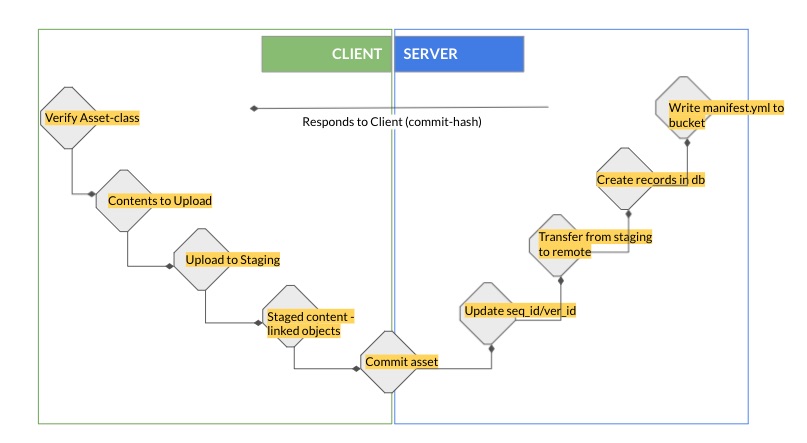 CLIENT
SERVER
Responds to Client (commit-hash)
Verify Asset-class
Contents to Upload
Upload to Staging
Staged content -
linked objects
Commit asset
Update seq_id/ver_id
Transfer from staging
to remote
Create records in db
Write manifest.yml to
bucket